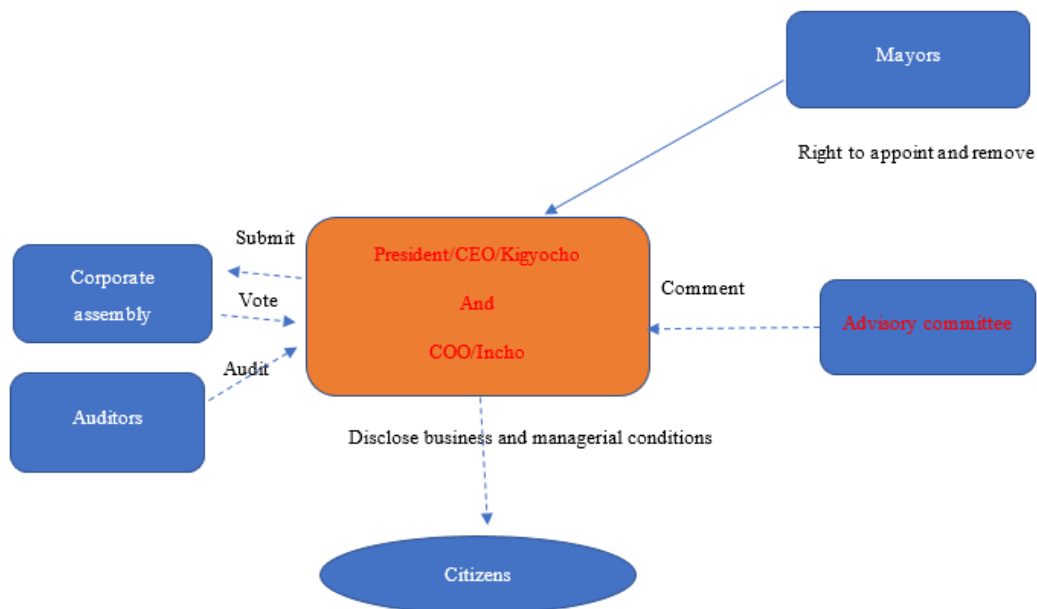 Mayors
Right to appoint and remove
Submit
President/CEO/Kigyocho
And
COO/Incho
Corporate
assembly
Vote
Comment
Advisory committee
Audit
Auditors
Disclose business and managerial conditions
Citizens